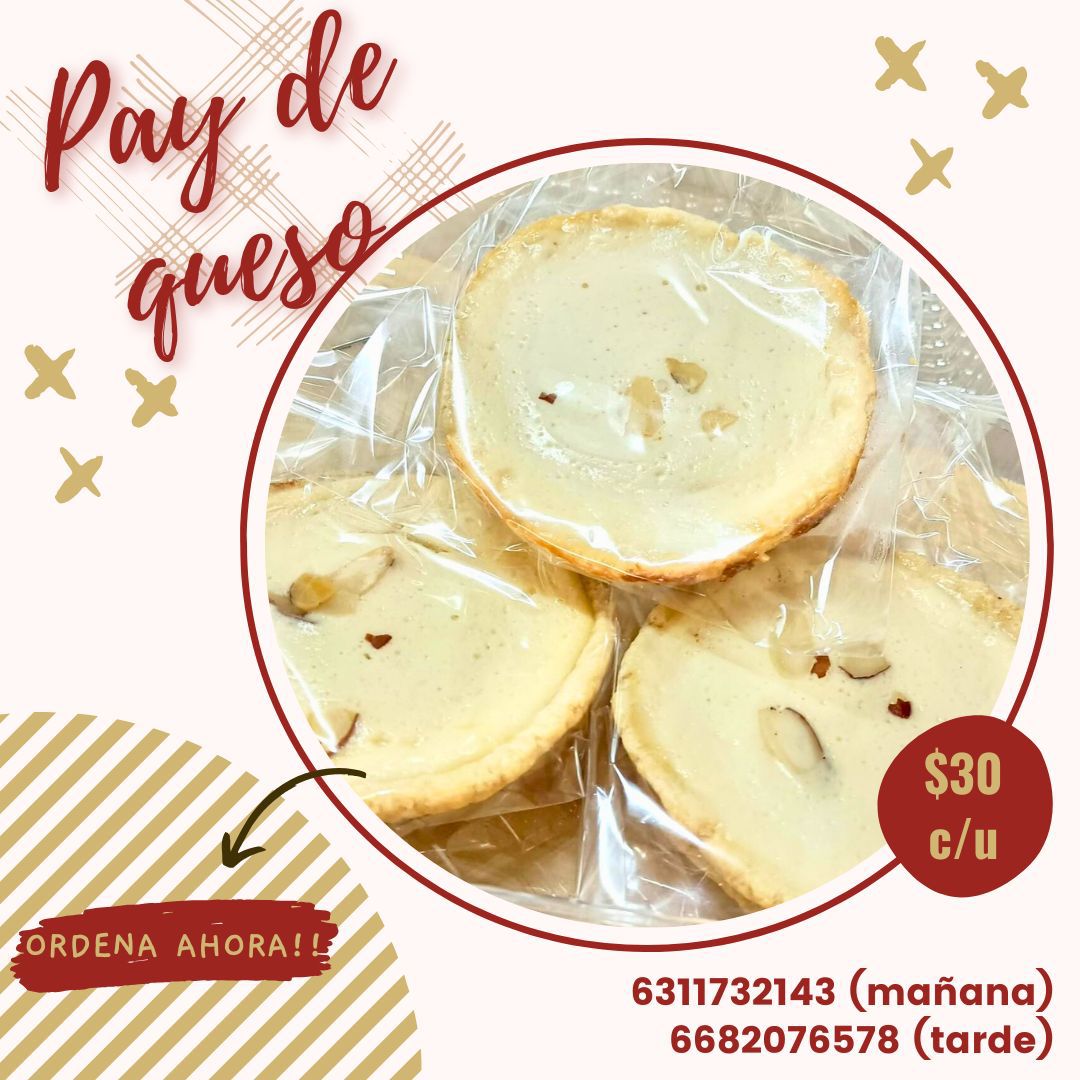 Pay de
queso
$30
c/u
ORDENA AHORA!!
6311732143 (mañana)
6682076578 (tarde)